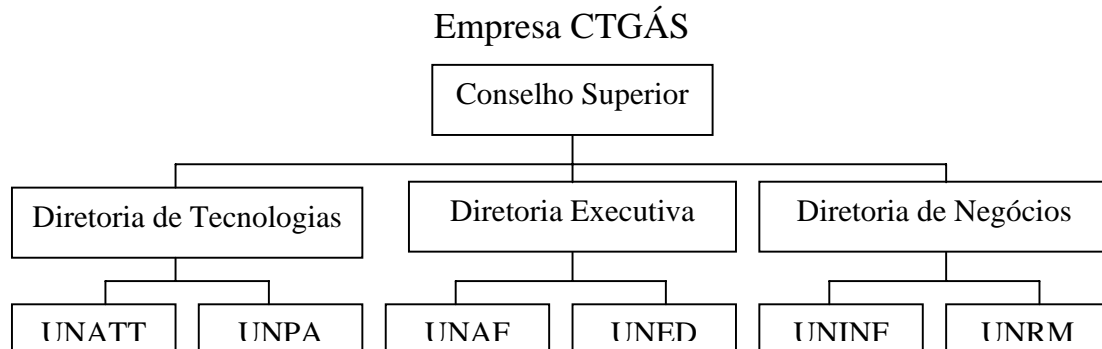 Empresa CTGÁS
Conselho Superior
Diretoria de Tecnologias
Diretoria Executiva
Diretoria de Negócios
UNATT
UNPA
UNAF
UNED
UNINF
UNRM